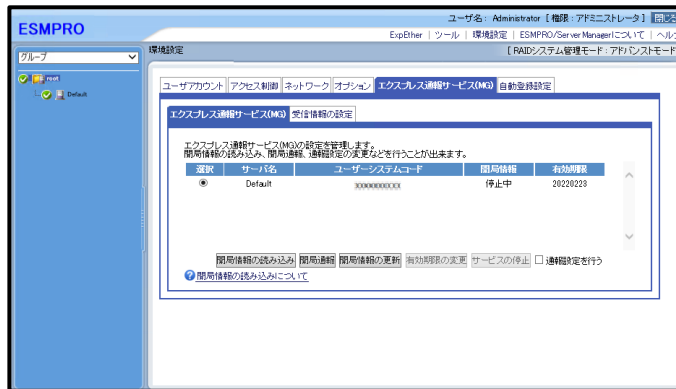 ユーザ名: Administrator [権限:アドミニストレータ] 閉じる
ESMPRO
ExpEther | ツール | 環境設定 | ESMPRO/ServerManagerについて | ヘル
グループ
環境設定
[RAIDシステム管理モード:アドバンストモード
root
Default
ユーザアカウント アクセス制御 ネットワーク オプション エクスプレス通報サービス(MG) 自動登録設定
エクスプレス通報サービス(MG) 受信情報の設定
エクスプレス通報サービス(MG)の設定を管理します。
開局情報の読み込み、開局通報、通報設定の変更などを行うことが出来ます。
選択 サーバ名 ユーザーシステムコード 開局情報 有効期限
Default XXXXXXXXXXX 停止中 20220223
開局情報の読み込み 開局通報 開局情報の更新 有効期限の変更 サービスの停止 通報設定を行う
開局情報の読み込みについて